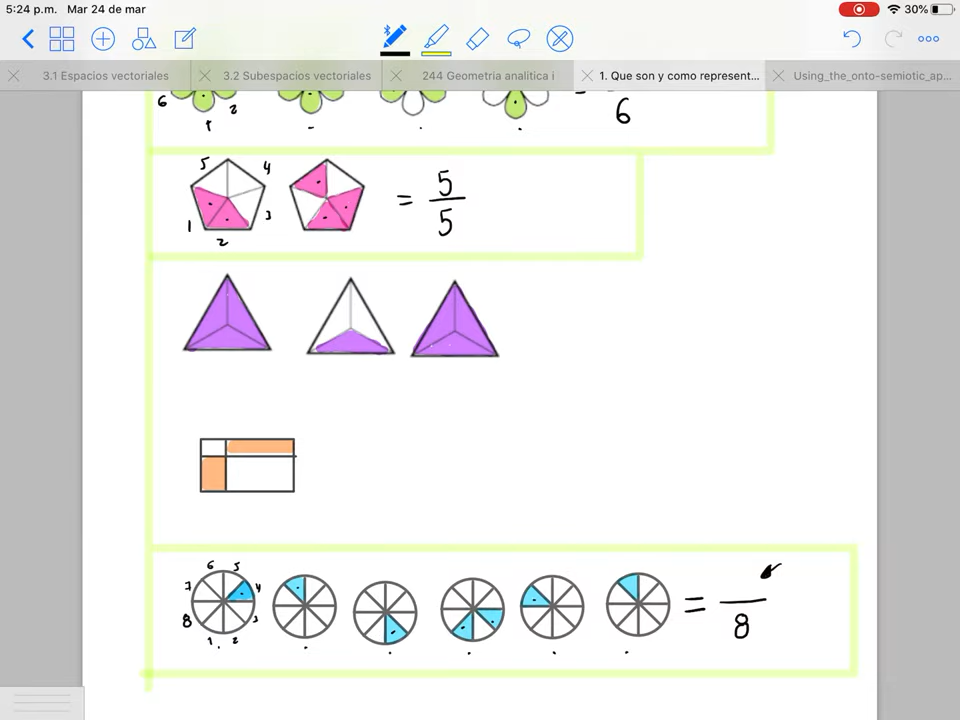 5:24 p.m. Mar 24 de mar 30%
3.1 Espacios vectoriales 3.2 Subespacios vectoriales 244 Geometria analitica i 1. Que son y como represent... Using_the_onto-semiotic_ap...
6 2 = 6
1
5 4
= 5
5
1 3
2
6 5
7 4
8 3 = 8
1 2